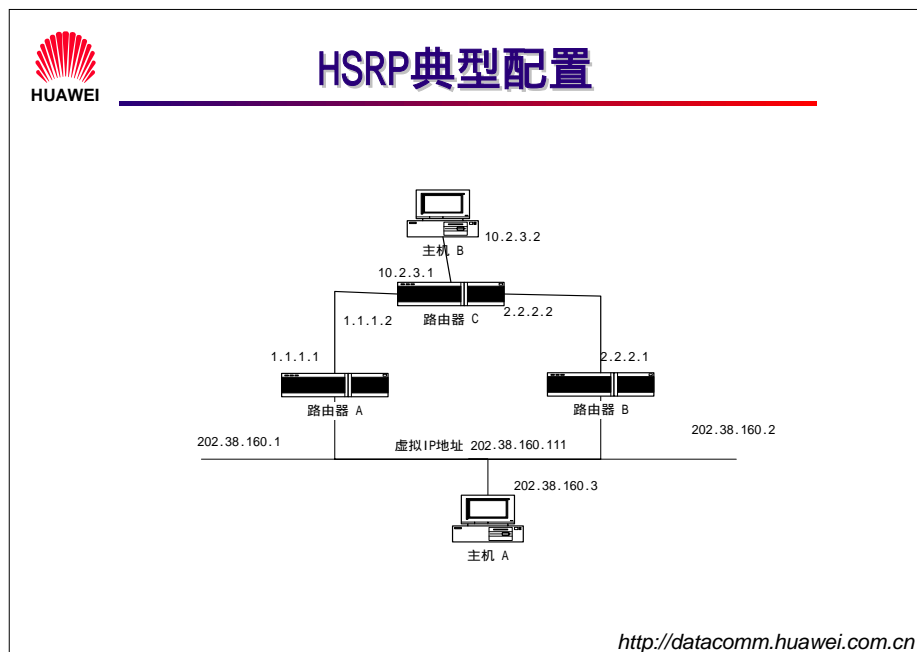 HUAWEI
HSRP典型配置
10.2.3.2
主机 B
10.2.3.1
1.1.1.2
路由器 C
2.2.2.2
1.1.1.1
2.2.2.1
路由器 A
路由器 B
202.38.160.1
虚拟IP地址 202.38.160.111
202.38.160.2
202.38.160.3
主机 A
http://datacomm.huawei.com.cn